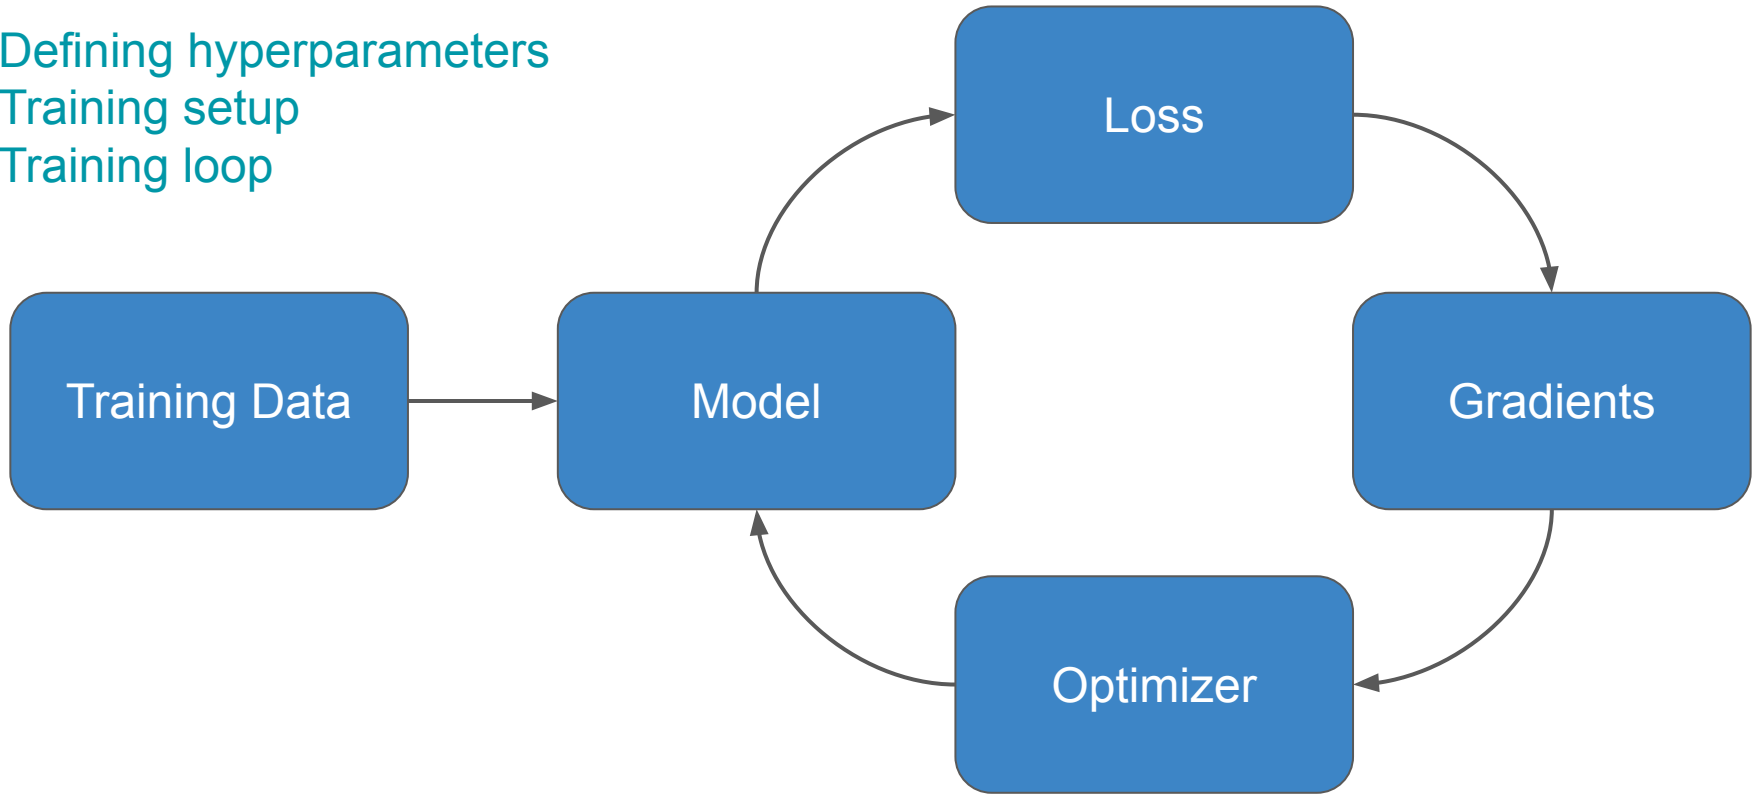 Defining hyperparameters
Training setup
Training loop
Loss
Training Data
Model
Gradients
Optimizer